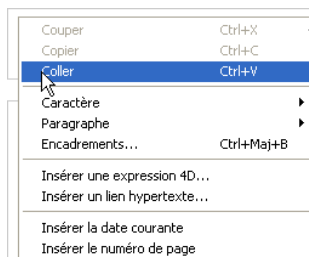 Couper Ctrl+X
Copier Ctrl+C
Coller Ctrl+V
Caractère
Paragraphe
Encadrements... Ctrl+Maj+B
Insérer une expression 4D...
Insérer un lien hypertexte...
Insérer la date courante
Insérer le numéro de page